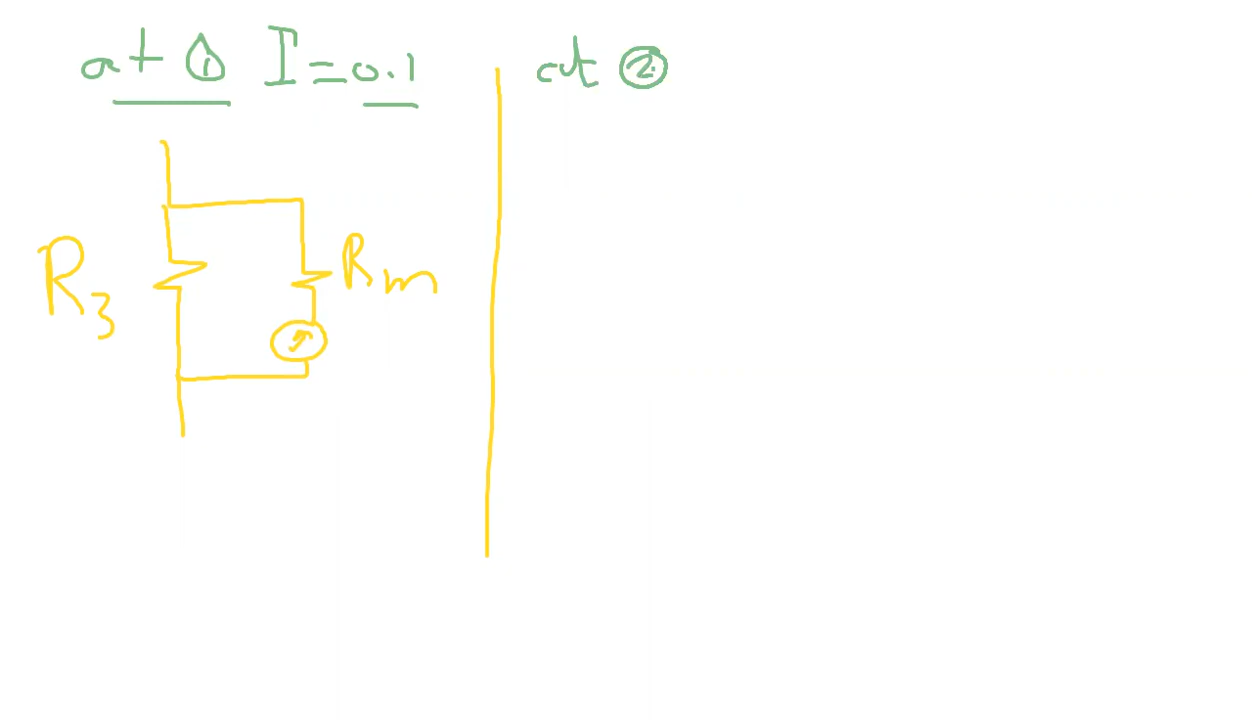 at ① I = 0.1
at ②
R3
Rm